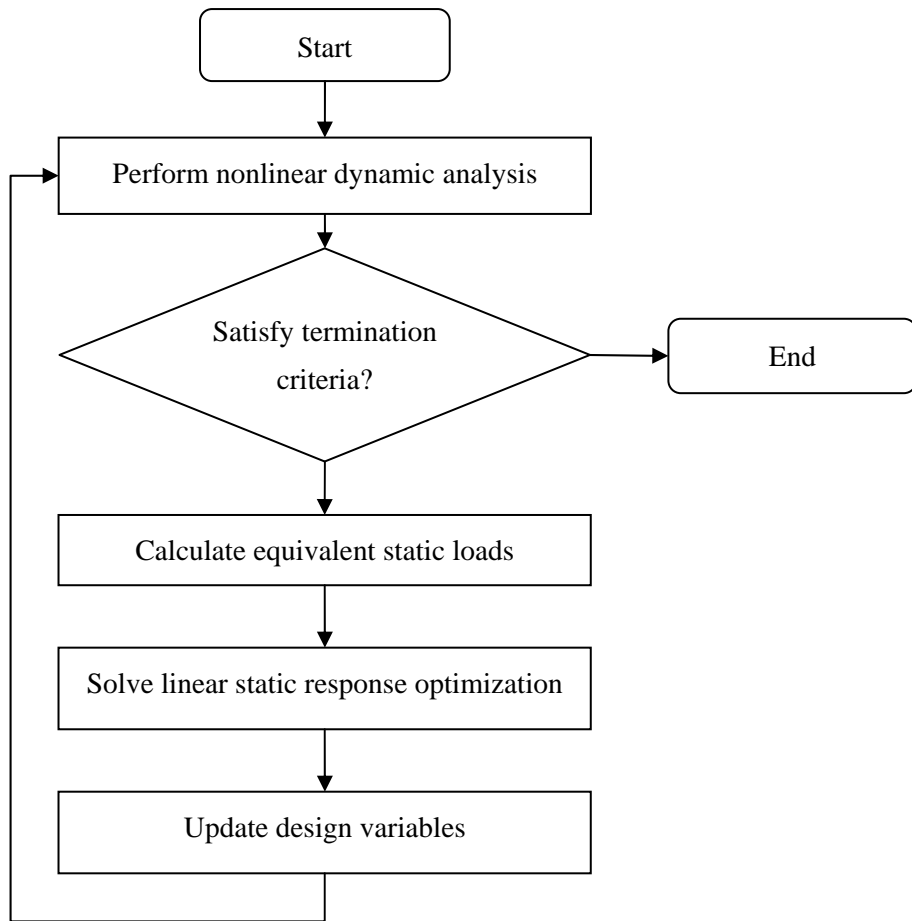 Start
Perform nonlinear dynamic analysis
Satisfy termination
criteria?
End
Calculate equivalent static loads
Solve linear static response optimization
Update design variables